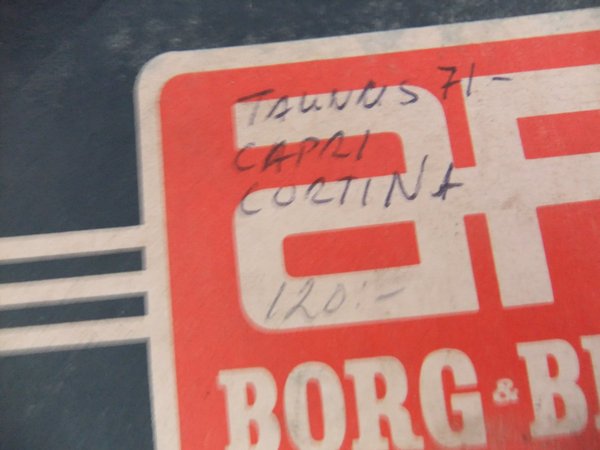 TAUNUS 71-
CAPRI
CORTINA
120:-
BORG & B